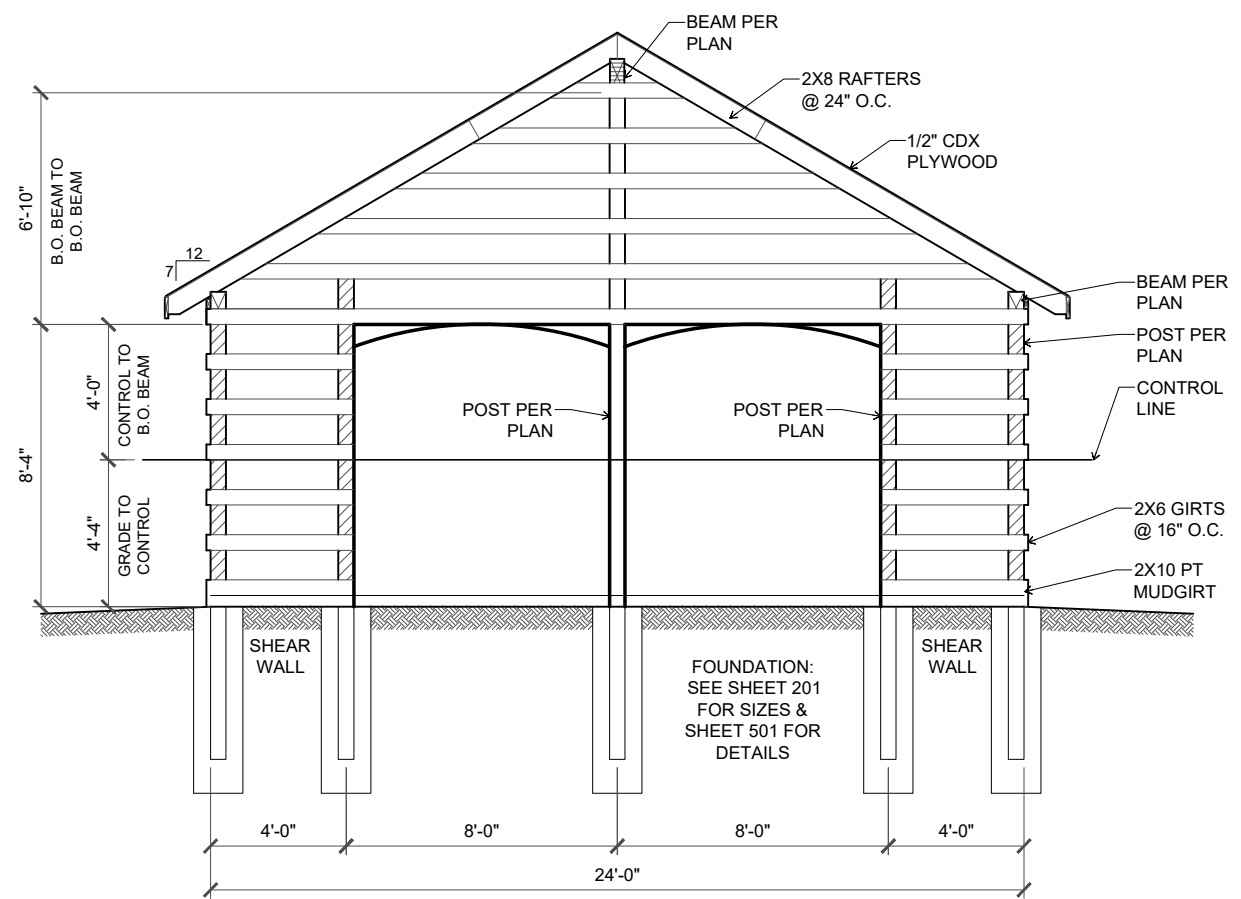 BEAM PER
PLAN
2X8 RAFTERS
@ 24" O.C.
1/2" CDX
PLYWOOD
6'-10"
B.O. BEAM TO
B.O. BEAM
12
7
BEAM PER
PLAN
POST PER
PLAN
CONTROL
LINE
4'-0"
CONTROL TO
B.O. BEAM
POST PER
PLAN
POST PER
PLAN
8'-4"
4'-4"
GRADE TO
CONTROL
2X6 GIRTS
@ 16" O.C.
2X10 PT
MUDGIRT
SHEAR
WALL
FOUNDATION:
SEE SHEET 201
FOR SIZES &
SHEET 501 FOR
DETAILS
SHEAR
WALL
4'-0"
8'-0"
8'-0"
4'-0"
24'-0"